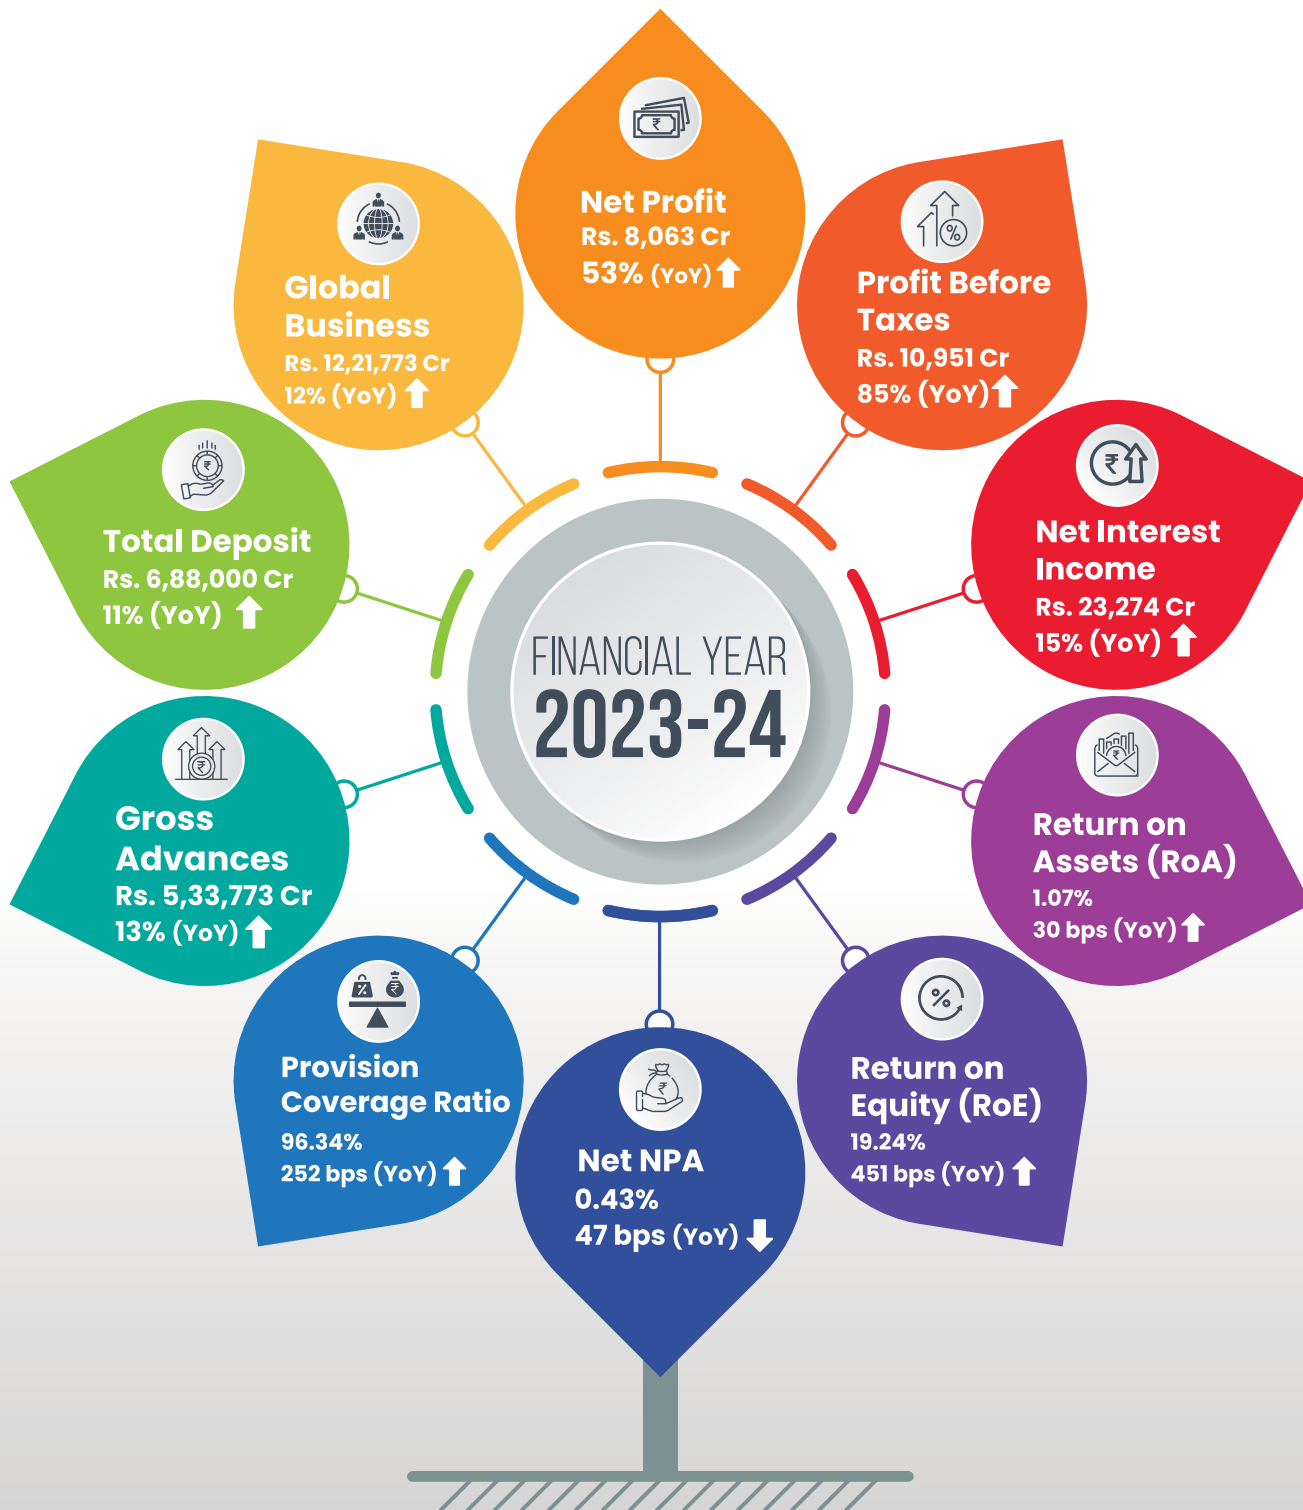 Net Profit
Rs. 8,063 Cr
53% (YoY)
Profit Before
Taxes
Rs. 10,951 Cr
85% (YoY)
Net Interest
Income
Rs. 23,274 Cr
15% (YoY)
Return on
Assets (RoA)
1.07%
30 bps (YoY)
Return on
Equity (RoE)
19.24%
451 bps (YoY)
Net NPA
0.43%
47 bps (YoY)
Provision
Coverage Ratio
96.34%
252 bps (YoY)
Gross
Advances
Rs. 5,33,773 Cr
13% (YoY)
Total Deposit
Rs. 6,88,000 Cr
11% (YoY)
Global
Business
Rs. 12,21,773 Cr
12% (YoY)
FINANCIAL YEAR
2023-24